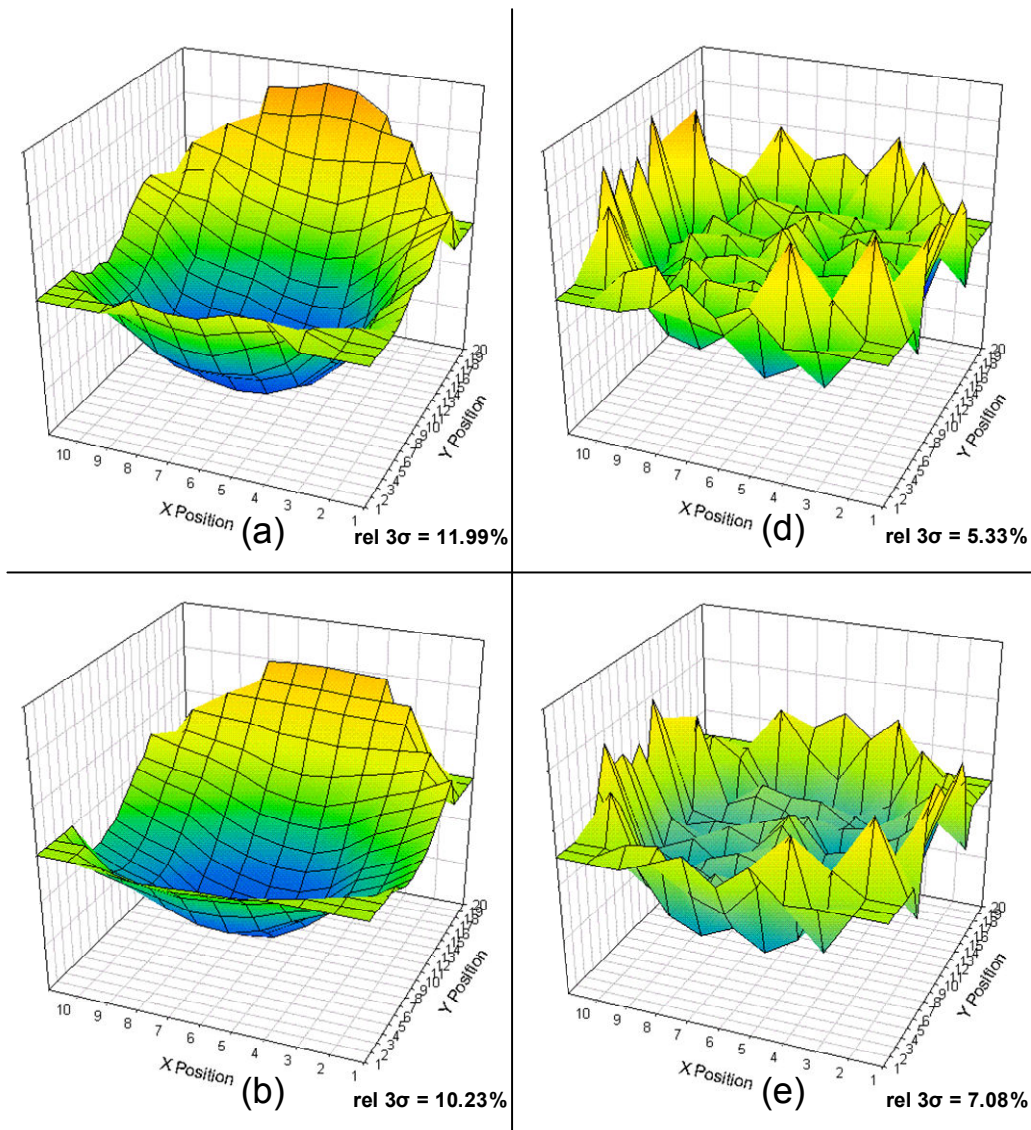 10 9 8 7 6 5 4 3 2 1
X Position
Y Position
(a)
rel 3σ = 11.99%
10 9 8 7 6 5 4 3 2 1
X Position
Y Position
(d)
rel 3σ = 5.33%
10 9 8 7 6 5 4 3 2 1
X Position
Y Position
(b)
rel 3σ = 10.23%
10 9 8 7 6 5 4 3 2 1
X Position
Y Position
(e)
rel 3σ = 7.08%